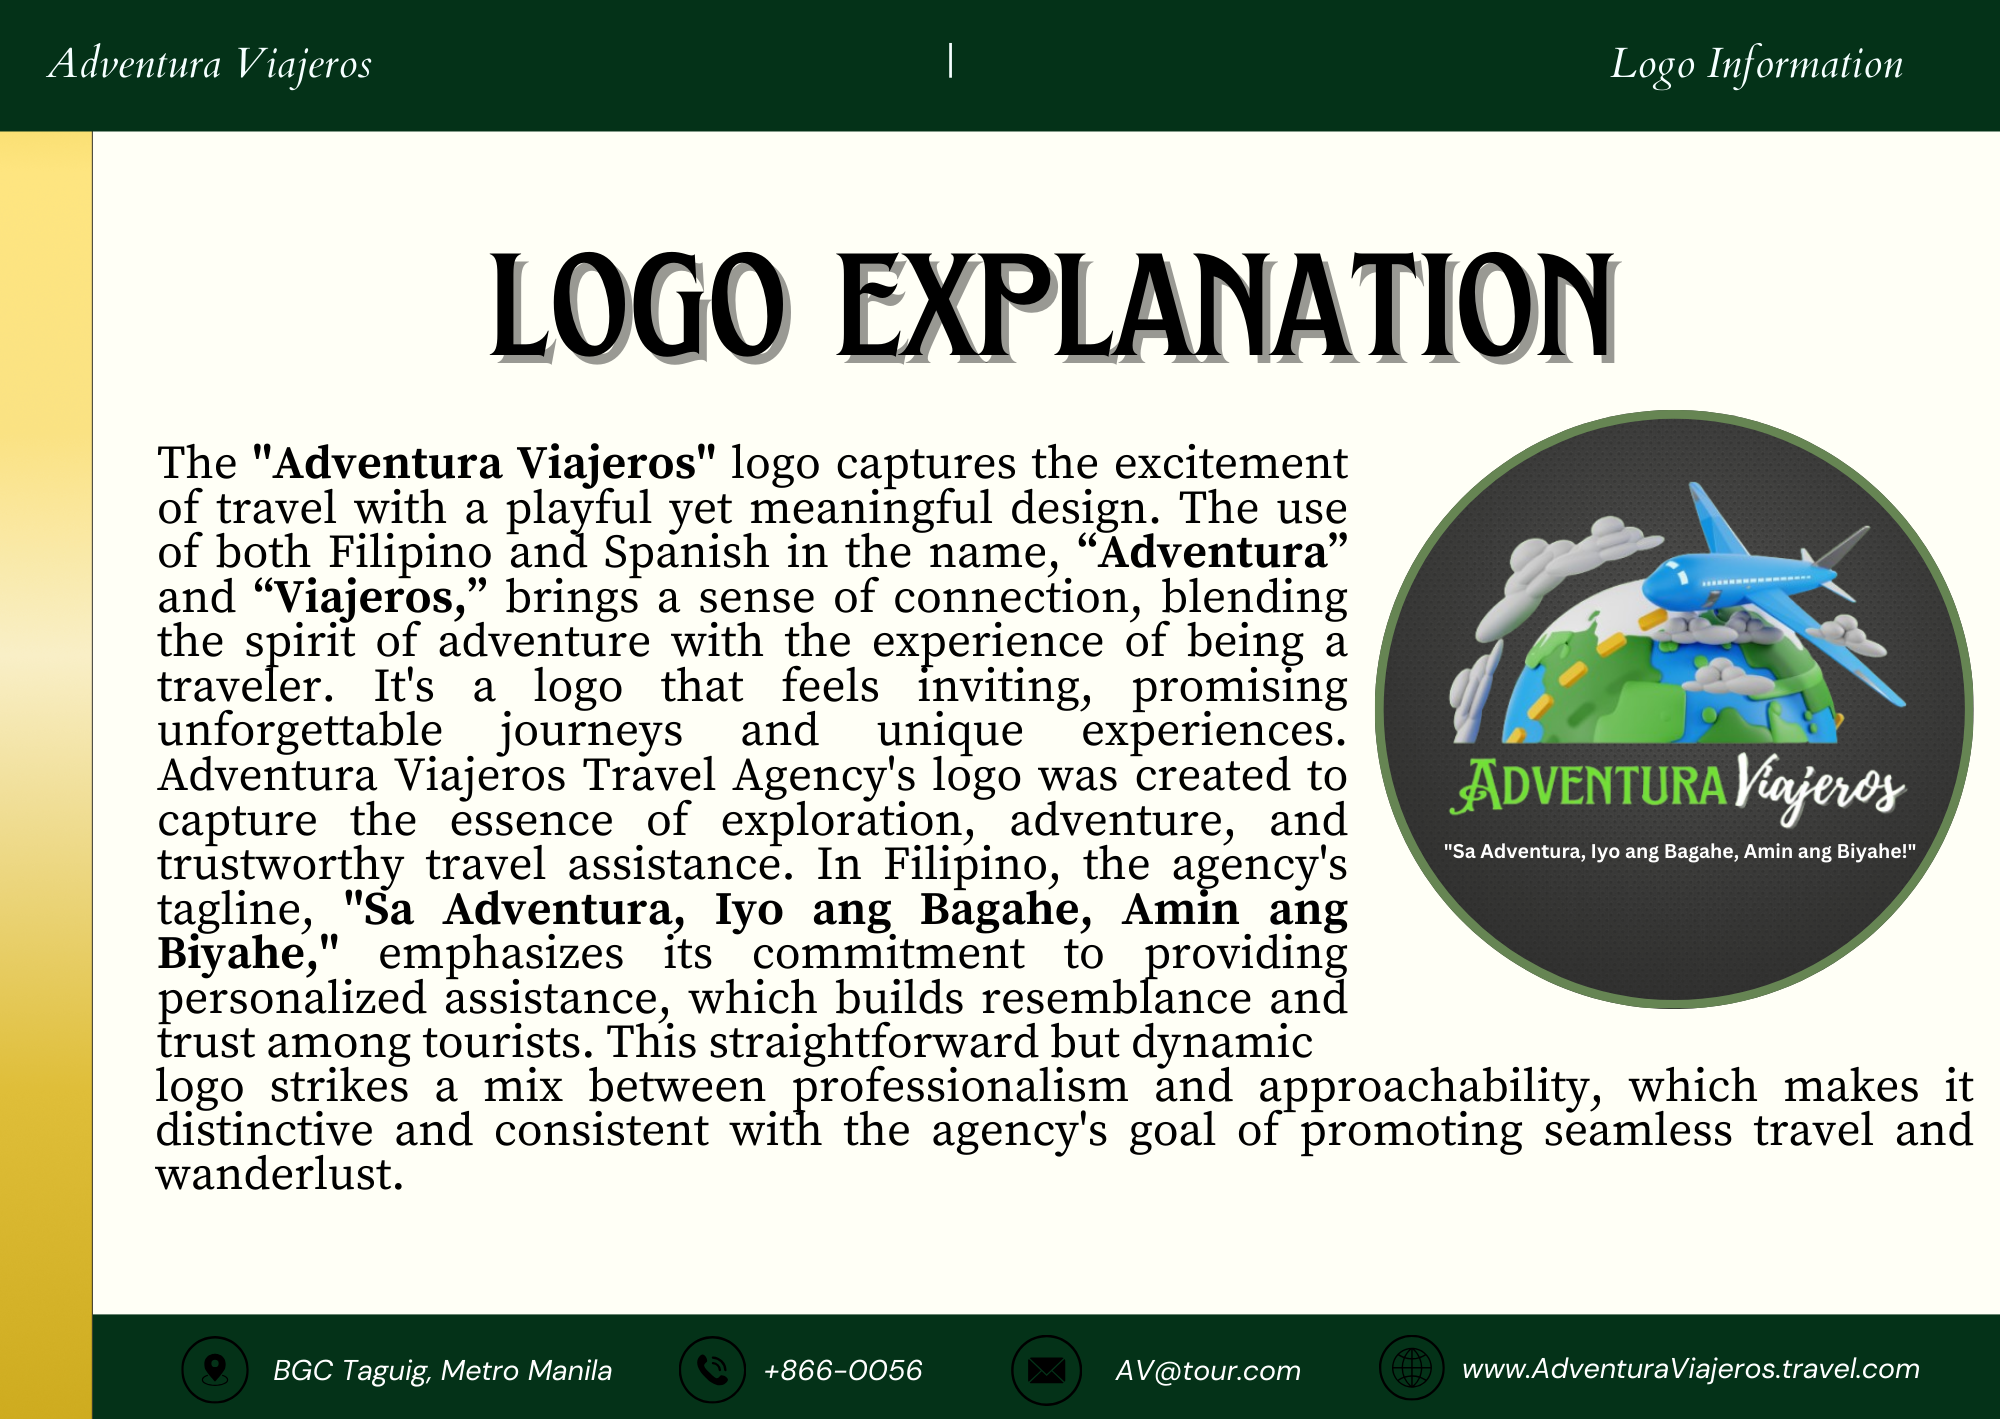 Adventura Viajeros | Logo Information
LOGO EXPLANATION
The "Adventura Viajeros" logo captures the excitement
of travel with a playful yet meaningful design. The use
of both Filipino and Spanish in the name, “Adventura”
and “Viajeros,” brings a sense of connection, blending
the spirit of adventure with the experience of being a
traveler. It's a logo that feels inviting, promising
unforgettable journeys and unique experiences.
Adventura Viajeros Travel Agency's logo was created to
capture the essence of exploration, adventure, and
trustworthy travel assistance. In Filipino, the agency's
tagline, "Sa Adventura, Iyo ang Bagahe, Amin ang
Biyahe," emphasizes its commitment to providing
personalized assistance, which builds resemblance and
trust among tourists. This straightforward but dynamic
logo strikes a mix between professionalism and approachability, which makes it
distinctive and consistent with the agency's goal of promoting seamless travel and
wanderlust.
ADVENTURA Viajeros
"Sa Adventura, Iyo ang Bagahe, Amin ang Biyahe!"
BGC Taguig, Metro Manila
+866-0056
AV@tour.com
www.AdventuraViajeros.travel.com